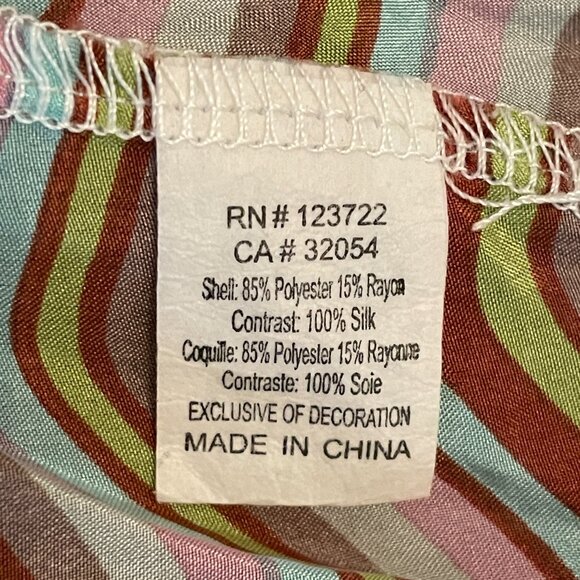 RN# 123722
CA# 32054
Shell: 85% Polyester 15% Rayon
Contrast: 100% Silk
Coquille: 85% Polyester 15% Rayonne
Contraste: 100% Soie
EXCLUSIVE OF DECORATION
MADE IN CHINA